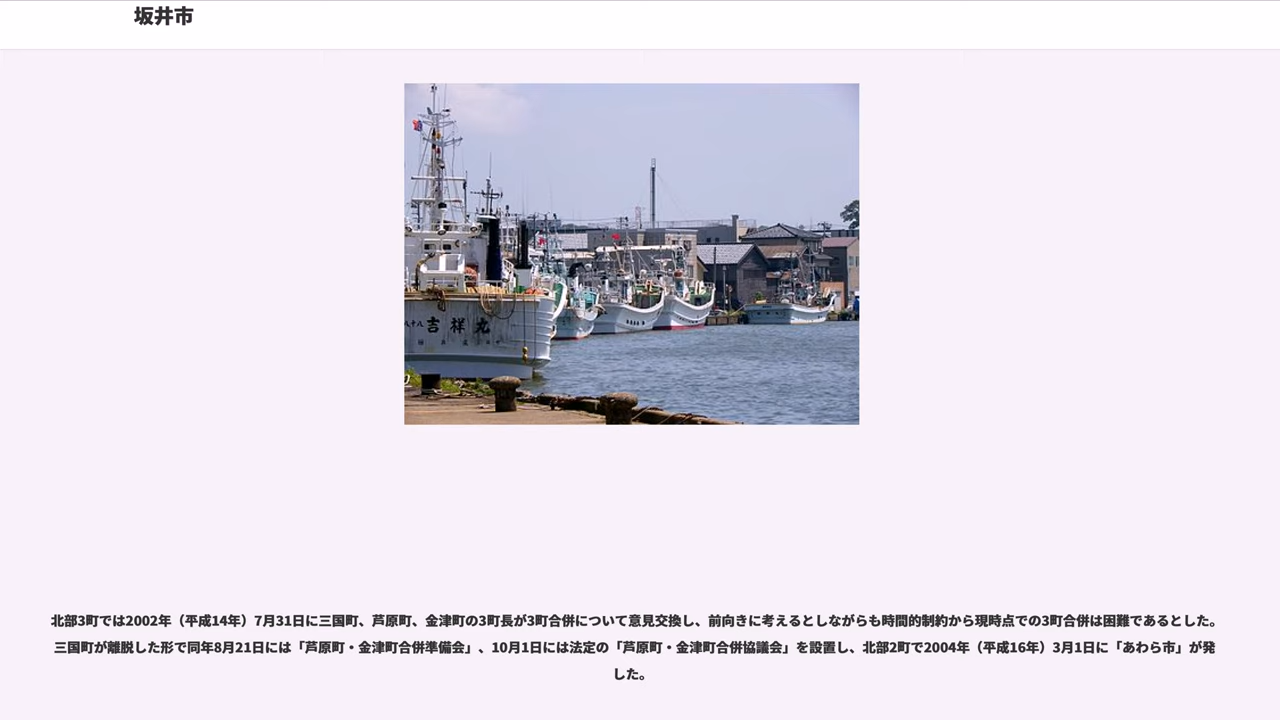 坂井市
吉祥丸
北部3町では2002年（平成14年）7月31日に三国町、芦原町、金津町の3町長が3町合併について意見交換し、前向きに考えるとしながらも時間的制約から現時点での3町合併は困難であるとした。
三国町が離脱した形で同年8月21日には「芦原町・金津町合併準備会」、10月1日には法定の「芦原町・金津町合併協議会」を設置し、北部2町で2004年（平成16年）3月1日に「あわら市」が発
した。